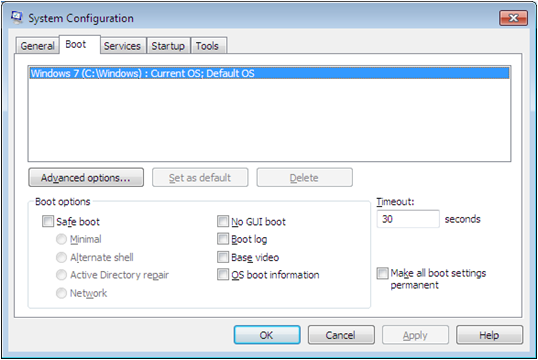 System Configuration
General Boot Services Startup Tools
Windows 7 (C:\Windows) : Current OS; Default OS
Advanced options... Set as default Delete
Boot options
Safe boot
Minimal
Alternate shell
Active Directory repair
Network
No GUI boot
Boot log
Base video
OS boot information
Timeout:
30 seconds
Make all boot settings
permanent
OK Cancel Apply Help